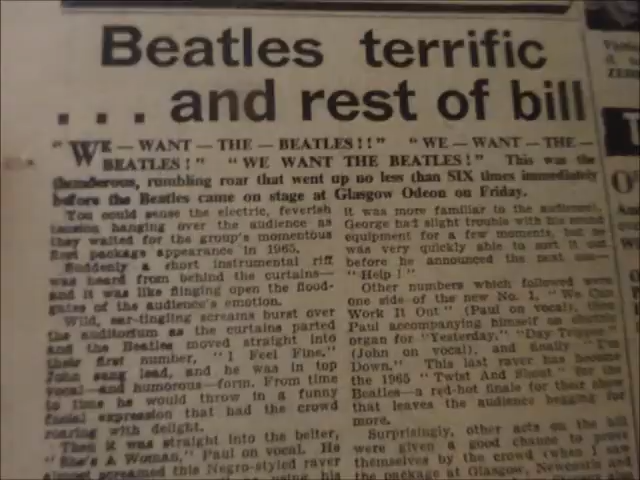 Beatles terrific
. . . and rest of bill
"WE — WANT — THE — BEATLES!!" "WE — WANT — THE —
BEATLES!" "WE WANT THE BEATLES!" This was the
thunderous, rumbling roar that went up no less than SIX times immediately
before the Beatles came on stage at Glasgow Odeon on Friday.
You could sense the electric, feverish
tension hanging over the audience as
they waited for the group's momentous
first package appearance in 1965.
Suddenly a short instrumental riff
was heard from behind the curtains—
and it was like flinging open the flood-
gates of the audience's emotion.
Wild, ear-tingling screams burst over
the auditorium as the curtains parted
and the Beatles moved straight into
their first number, "I Feel Fine."
John sang lead, and he was in top
vocal—and humorous—form. From time
to time he would throw in a funny
facial expression that had the crowd
roaring with delight.
Then it was straight into the belter,
"She's A Woman," Paul on vocal. He
almost screamed this Negro-styled raver
using his
it was more familiar to the audience.
George had slight trouble with his sound
equipment for a few moments, but he
was very quickly able to sort it out
before he announced the next one—
"Help!"
Other numbers which followed were
one side of the new No. 1, "We Can
Work It Out" (Paul on vocal), then
Paul accompanying himself on electric
organ for "Yesterday," "Day Tripper"
(John on vocal), and finally "I'm
Down." This last raver has become
the 1965 "Twist And Shout" for the
Beatles—a red-hot finale for their show
that leaves the audience begging for
more.
Surprisingly, other acts on the bill
were given a good chance to prove
themselves by the crowd (when I saw
the package at Glasgow, Newcastle and